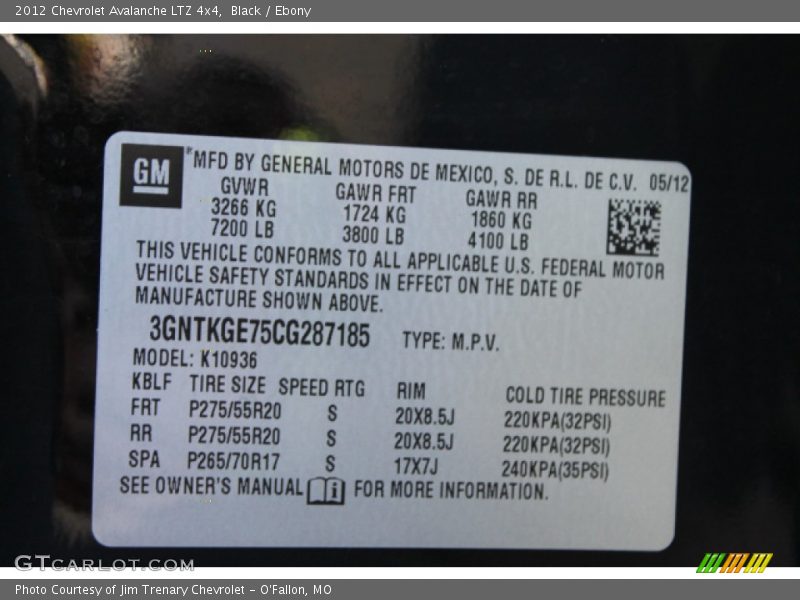 2012 Chevrolet Avalanche LTZ 4x4, Black / Ebony
GM ®MFD BY GENERAL MOTORS DE MEXICO, S. DE R.L. DE C.V. 05/12
GVWR GAWR FRT GAWR RR
3266 KG 1724 KG 1860 KG
7200 LB 3800 LB 4100 LB
THIS VEHICLE CONFORMS TO ALL APPLICABLE U.S. FEDERAL MOTOR
VEHICLE SAFETY STANDARDS IN EFFECT ON THE DATE OF
MANUFACTURE SHOWN ABOVE.
3GNTKGE75CG287185 TYPE: M.P.V.
MODEL: K10936
KBLF TIRE SIZE SPEED RTG RIM COLD TIRE PRESSURE
FRT P275/55R20 S 20X8.5J 220KPA(32PSI)
RR P275/55R20 S 20X8.5J 220KPA(32PSI)
SPA P265/70R17 S 17X7J 240KPA(35PSI)
SEE OWNER'S MANUAL i FOR MORE INFORMATION.
GTCARLOT.COM
Photo Courtesy of Jim Trenary Chevrolet - O'Fallon, MO